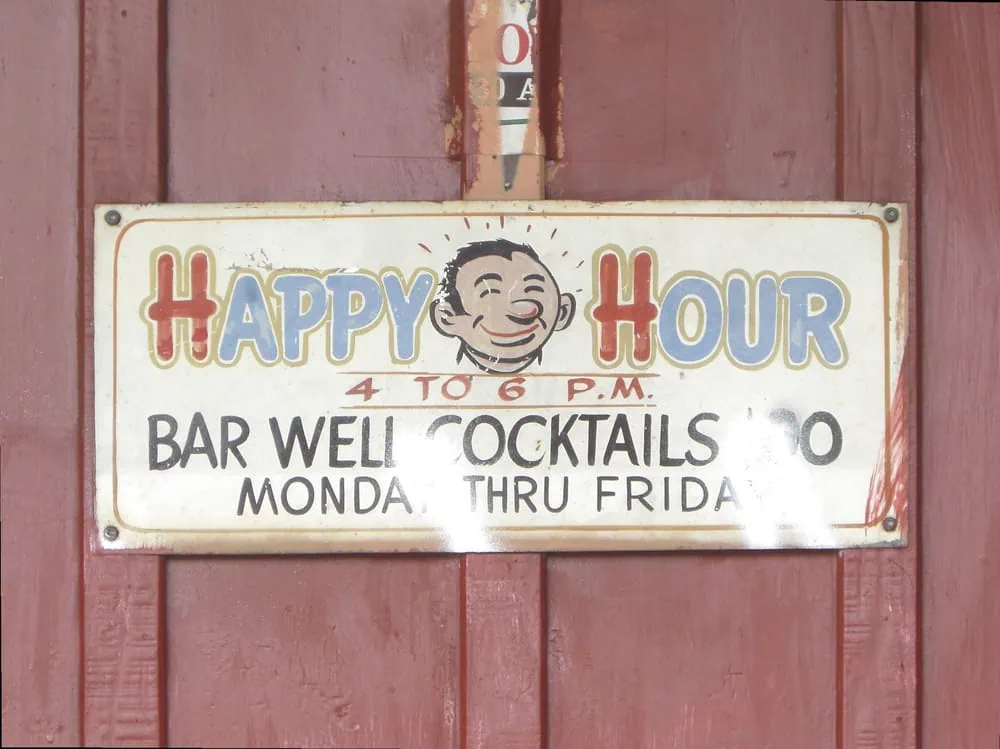 HAPPY HOUR
4 TO 6 P.M.
BAR WELL COCKTAILS
MONDAY THRU FRIDAY